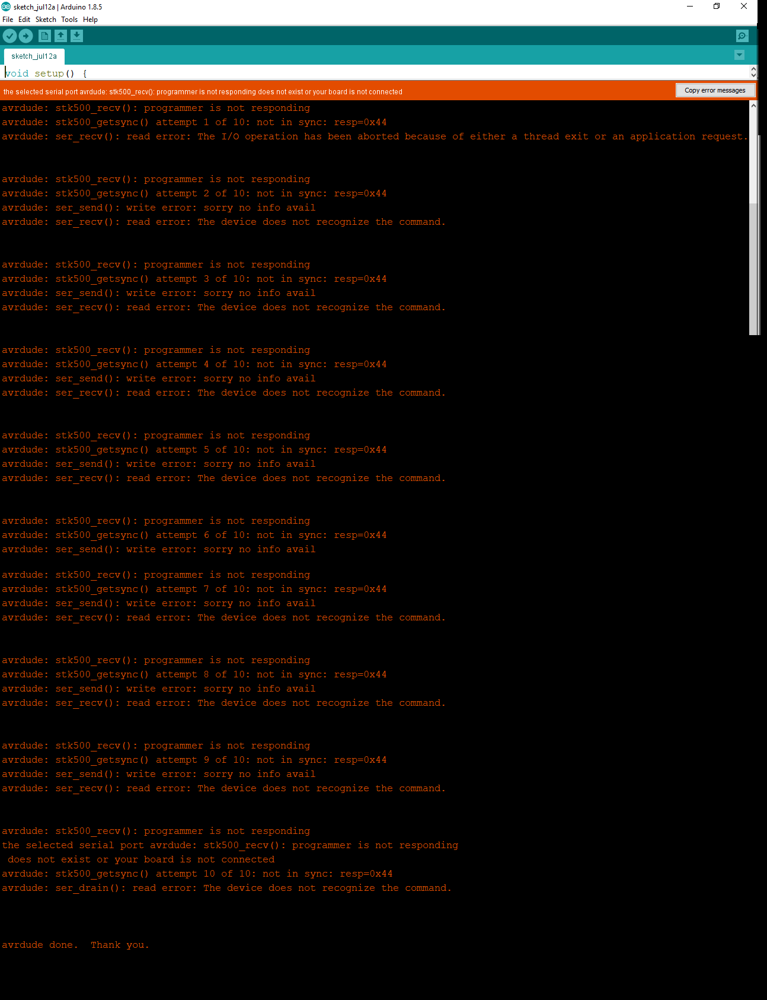 sketch_jul12a | Arduino 1.8.5
File Edit Sketch Tools Help
sketch_jul12a
void setup() {
the selected serial port avrdude: stk500_recv(): programmer is not responding does not exist or your board is not connected
Copy error messages
avrdude: stk500_recv(): programmer is not responding
avrdude: stk500_getsync() attempt 1 of 10: not in sync: resp=0x44
avrdude: ser_recv(): read error: The I/O operation has been aborted because of either a thread exit or an application request.
avrdude: stk500_recv(): programmer is not responding
avrdude: stk500_getsync() attempt 2 of 10: not in sync: resp=0x44
avrdude: ser_send(): write error: sorry no info avail
avrdude: ser_recv(): read error: The device does not recognize the command.
avrdude: stk500_recv(): programmer is not responding
avrdude: stk500_getsync() attempt 3 of 10: not in sync: resp=0x44
avrdude: ser_send(): write error: sorry no info avail
avrdude: ser_recv(): read error: The device does not recognize the command.
avrdude: stk500_recv(): programmer is not responding
avrdude: stk500_getsync() attempt 4 of 10: not in sync: resp=0x44
avrdude: ser_send(): write error: sorry no info avail
avrdude: ser_recv(): read error: The device does not recognize the command.
avrdude: stk500_recv(): programmer is not responding
avrdude: stk500_getsync() attempt 5 of 10: not in sync: resp=0x44
avrdude: ser_send(): write error: sorry no info avail
avrdude: ser_recv(): read error: The device does not recognize the command.
avrdude: stk500_recv(): programmer is not responding
avrdude: stk500_getsync() attempt 6 of 10: not in sync: resp=0x44
avrdude: ser_send(): write error: sorry no info avail
avrdude: stk500_recv(): programmer is not responding
avrdude: stk500_getsync() attempt 7 of 10: not in sync: resp=0x44
avrdude: ser_send(): write error: sorry no info avail
avrdude: ser_recv(): read error: The device does not recognize the command.
avrdude: stk500_recv(): programmer is not responding
avrdude: stk500_getsync() attempt 8 of 10: not in sync: resp=0x44
avrdude: ser_send(): write error: sorry no info avail
avrdude: ser_recv(): read error: The device does not recognize the command.
avrdude: stk500_recv(): programmer is not responding
avrdude: stk500_getsync() attempt 9 of 10: not in sync: resp=0x44
avrdude: ser_send(): write error: sorry no info avail
avrdude: ser_recv(): read error: The device does not recognize the command.
avrdude: stk500_recv(): programmer is not responding
the selected serial port avrdude: stk500_recv(): programmer is not responding
does not exist or your board is not connected
avrdude: stk500_getsync() attempt 10 of 10: not in sync: resp=0x44
avrdude: ser_drain(): read error: The device does not recognize the command.
avrdude done.  Thank you.